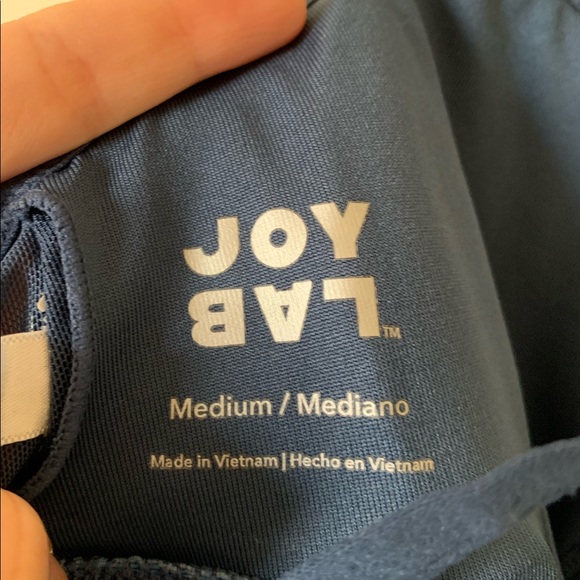 JOY
LAB™
Medium / Mediano
Made in Vietnam | Hecho en Vietnam